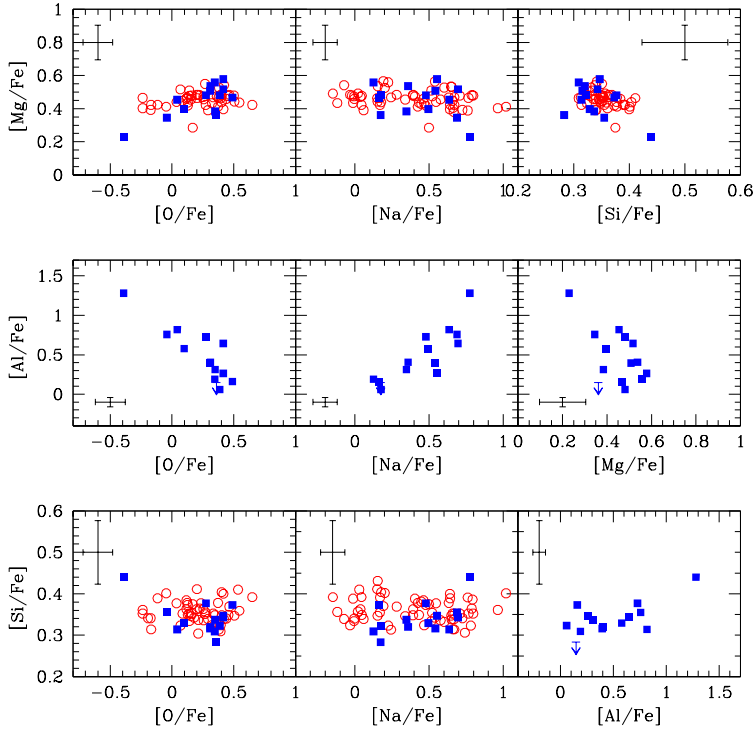 1
0.8
0.6
0.4
0.2
0
[Mg/Fe]
−0.5 0 0.5 1 0 0.5 1 0.2 0.3 0.4 0.5 0.6
[O/Fe] [Na/Fe] [Si/Fe]
1.5
1
0.5
0
[Al/Fe]
−0.5 0 0.5 1 0 0.5 1 0 0.2 0.4 0.6 0.8 1
[O/Fe] [Na/Fe] [Mg/Fe]
0.6
0.5
0.4
0.3
0.2
[Si/Fe]
−0.5 0 0.5 1 0 0.5 1 0 0.5 1 1.5
[O/Fe] [Na/Fe] [Al/Fe]